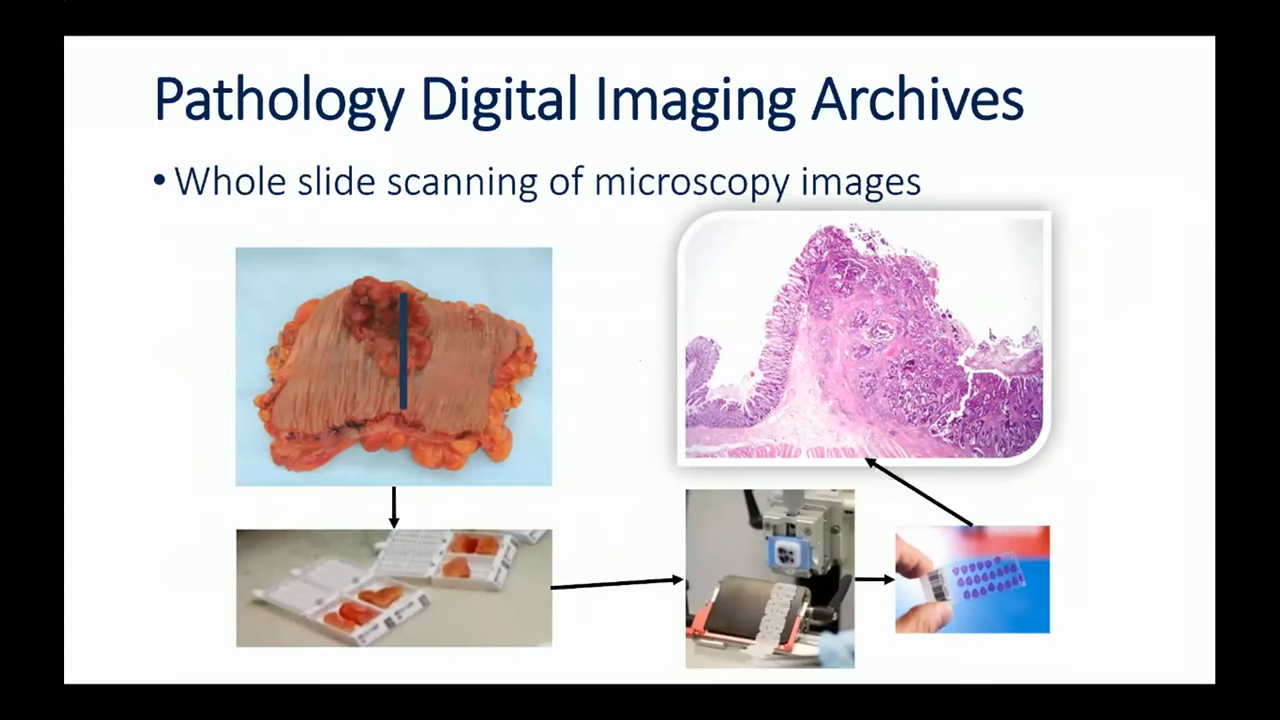 Pathology Digital Imaging Archives
• Whole slide scanning of microscopy images